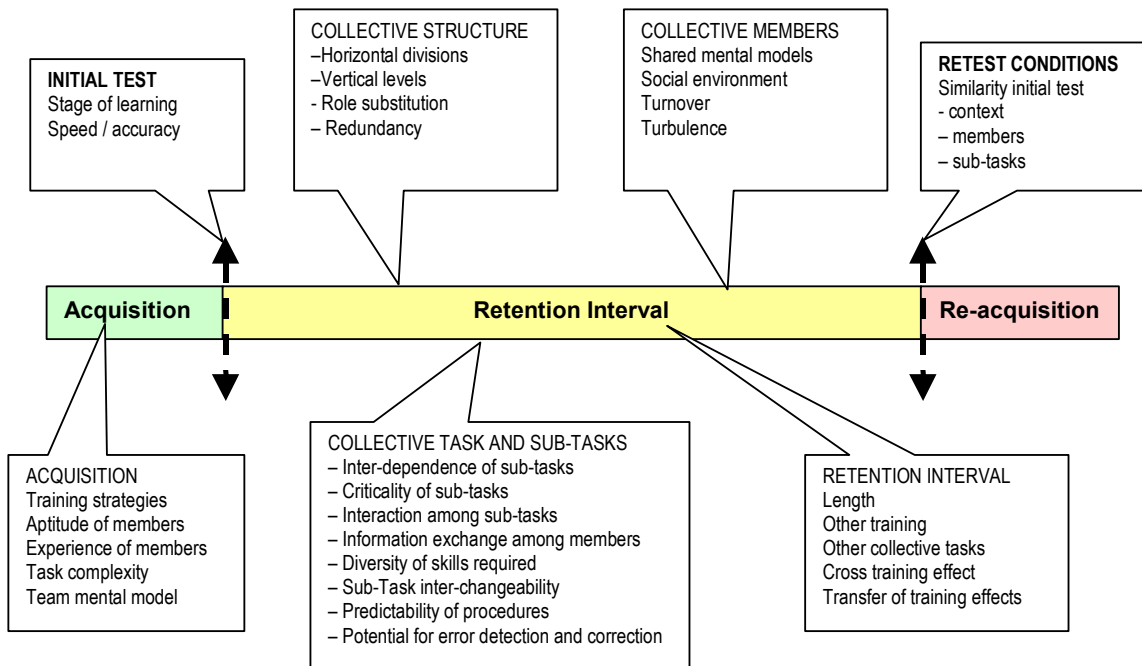 INITIAL TEST
Stage of learning
Speed / accuracy
COLLECTIVE STRUCTURE
–Horizontal divisions
–Vertical levels
- Role substitution
– Redundancy
COLLECTIVE MEMBERS
Shared mental models
Social environment
Turnover
Turbulence
RETEST CONDITIONS
Similarity initial test
- context
– members
– sub-tasks
Acquisition
Retention Interval
Re-acquisition
ACQUISITION
Training strategies
Aptitude of members
Experience of members
Task complexity
Team mental model
COLLECTIVE TASK AND SUB-TASKS
– Inter-dependence of sub-tasks
– Criticality of sub-tasks
– Interaction among sub-tasks
– Information exchange among members
– Diversity of skills required
– Sub-Task inter-changeability
– Predictability of procedures
– Potential for error detection and correction
RETENTION INTERVAL
Length
Other training
Other collective tasks
Cross training effect
Transfer of training effects